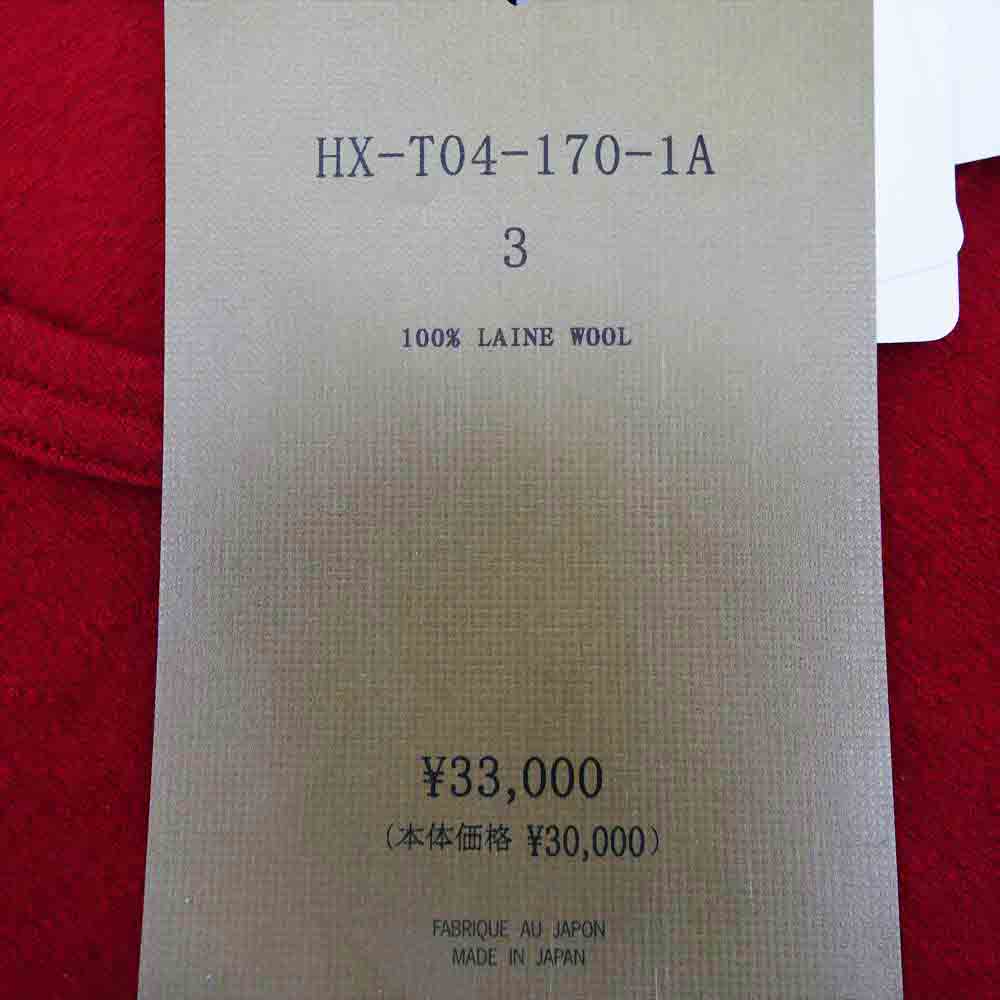 HX-T04-170-1A
3
100% LAINE WOOL
¥33,000
(本体価格 ¥30,000)
FABRIQUE AU JAPON
MADE IN JAPAN